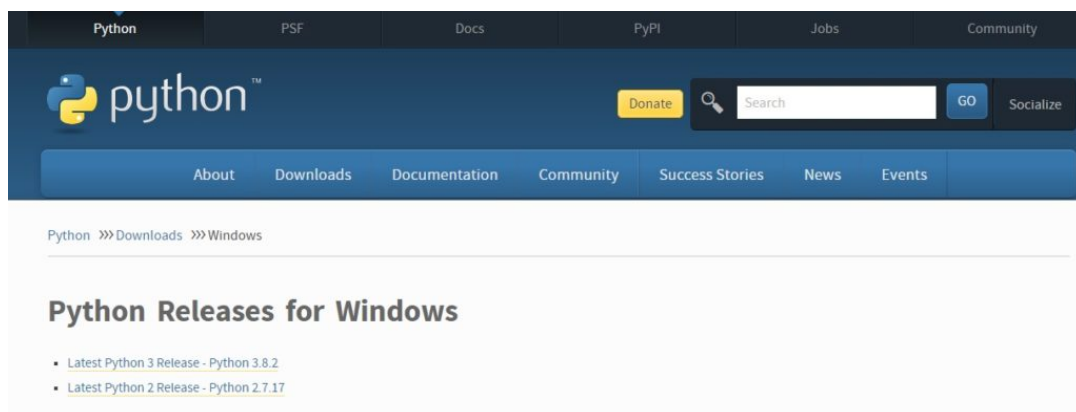 Python PSF Docs PyPI Jobs Community
python™
Donate Search GO Socialize
About Downloads Documentation Community Success Stories News Events
Python >>> Downloads >>> Windows
Python Releases for Windows
• Latest Python 3 Release - Python 3.8.2
• Latest Python 2 Release - Python 2.7.17